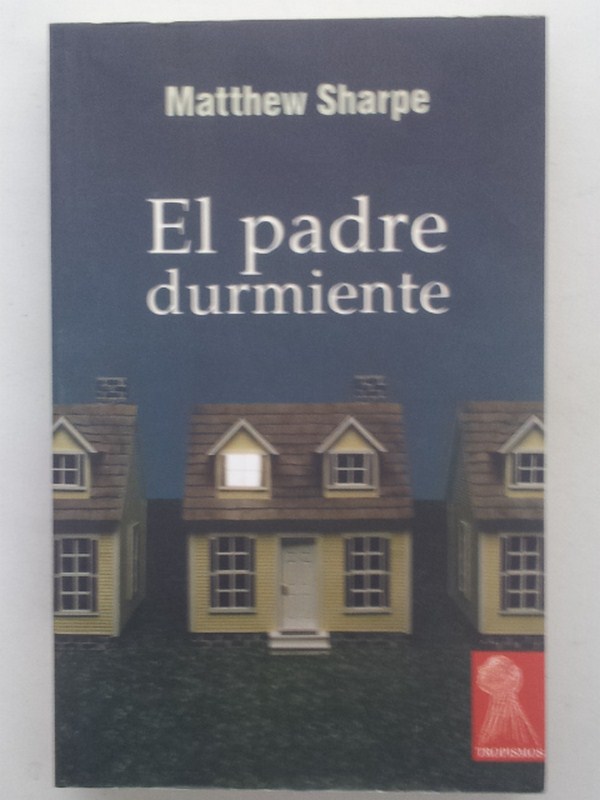 Matthew Sharpe
El padre
durmiente
TROPISMOS